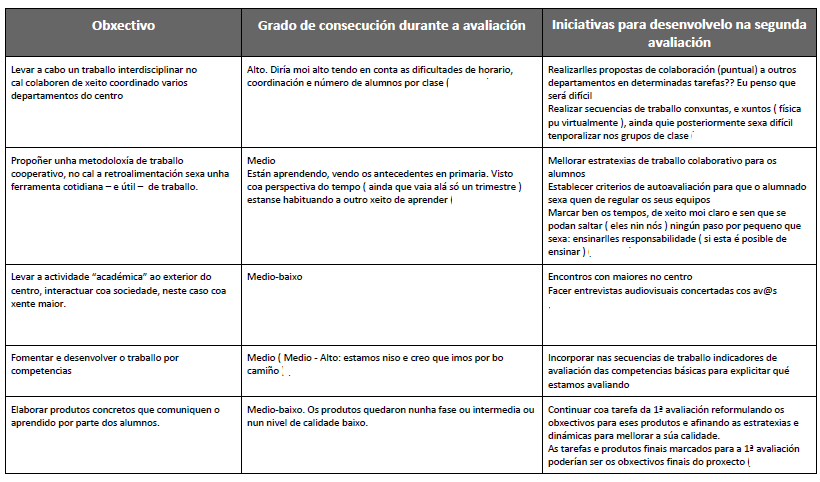 Obxectivo
Grado de consecución durante a avaliación
Iniciativas para desenvolvelo na segunda
avaliación
Levar a cabo un traballo interdisciplinar no
cal colaboren de xeito coordinado varios
departamentos do centro
Alto. Diría moi alto tendo en conta as dificultades de horario,
coordinación e número de alumnos por clase (
Realizarlles propostas de colaboración (puntual) a outros
departamentos en determinadas tarefas?? Eu penso que
será difícil
Realizar secuencias de traballo conxuntas, e xuntos ( física
pu virtualmente ), ainda quie posteriormente sexa difícil
tenporalizar nos grupos de clase (
Propoñer unha metodoloxía de traballo
cooperativo, no cal a retroalimentación sexa unha
ferramenta cotidiana – e útil – de traballo.
Medio
Están aprendendo, vendo os antecedentes en primaria. Visto
coa perspectiva do tempo ( ainda que vaia alá só un trimestre )
estanse habituando a outro xeito de aprender (
Mellorar estratexias de traballo colaborativo para os
alumnos
Establecer criterios de autoavaliación para que o alumnado
sexa quen de regular os seus equipos
Marcar ben os tempos, de xeito moi claro e sen que se
podan saltar ( eles nin nós ) ningún paso por pequeno que
sexa: ensinarlles responsabilidade ( si esta é posible de
ensinar ) (
Levar a actividade “académica” ao exterior do
centro, interactuar coa sociedade, neste caso coa
xente maior.
Medio-baixo
Encontros con maiores no centro
Facer entrevistas audiovisuais concertadas cos av@s
Fomentar e desenvolver o traballo por
competencias
Medio ( Medio - Alto: estamos niso e creo que imos por bo
camiño )
Incorporar nas secuencias de traballo indicadores de
avaliación das competencias básicas para explicitar qué
estamos avaliando
Elaborar produtos concretos que comuniquen o
aprendido por parte dos alumnos.
Medio-baixo. Os produtos quedaron nunha fase ou intermedia ou
nun nivel de calidade baixo.
Continuar coa tarefa da 1ª avaliación reformulando os
obxectivos para eses produtos e afinando as estratexias e
dinámicas para mellorar a súa calidade.
As tarefas e produtos finais marcados para a 1ª avaliación
poderían ser os obxectivos finais do proxecto (